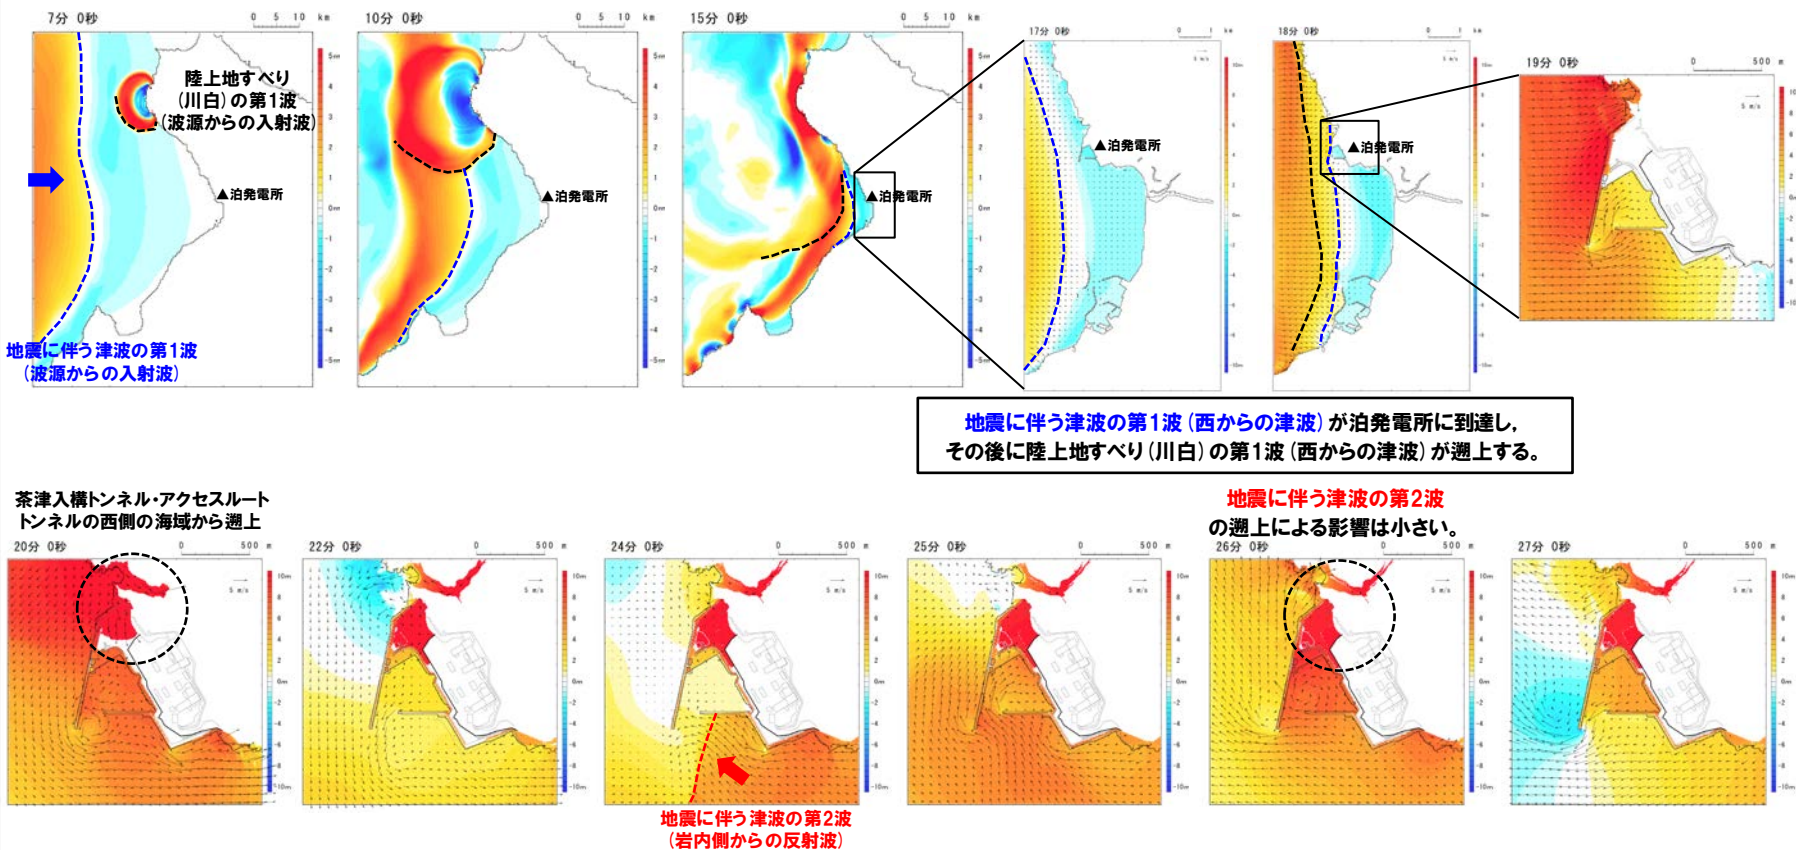 7分 0秒
0 5 10 km
陸上地すべり
(川白)の第1波
(波源からの入射波)
▲泊発電所
地震に伴う津波の第1波
(波源からの入射波)
10分 0秒
0 5 10 km
▲泊発電所
15分 0秒
0 5 10 km
▲泊発電所
17分 0秒
0 1 km
▲泊発電所
18分 0秒
0 1 km
▲泊発電所
19分 0秒
0 500 m
5 m/s
地震に伴う津波の第1波(西からの津波)が泊発電所に到達し,
その後に陸上地すべり(川白)の第1波(西からの津波)が遡上する。
茶津入構トンネル・アクセスルート
トンネルの西側の海域から遡上
20分 0秒
0 500 m
5 m/s
22分 0秒
0 500 m
5 m/s
24分 0秒
0 500 m
5 m/s
地震に伴う津波の第2波
(岩内側からの反射波)
25分 0秒
0 500 m
5 m/s
地震に伴う津波の第2波
の遡上による影響は小さい。
26分 0秒
0 500 m
5 m/s
27分 0秒
0 500 m
5 m/s